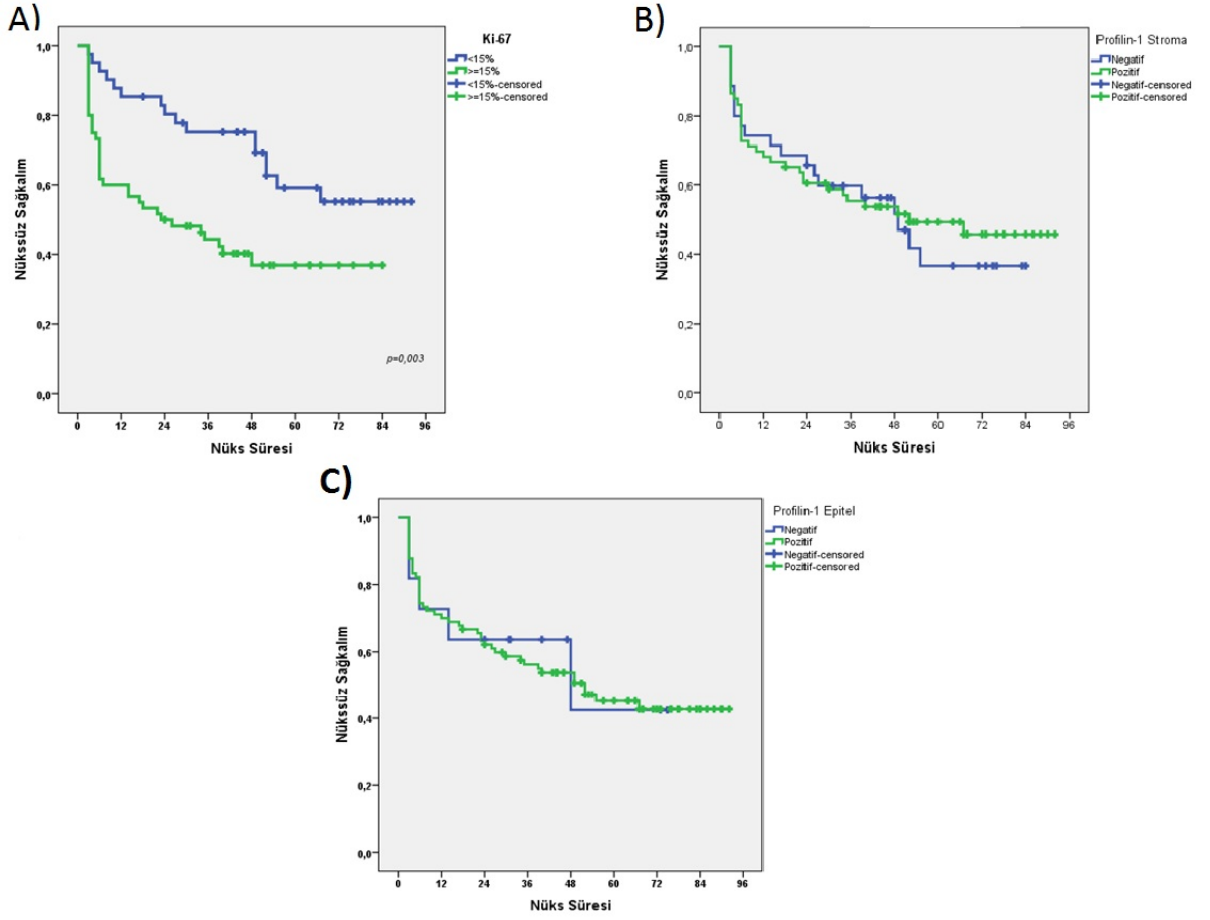 A)
Ki-67
<15%
>=15%
<15%-censored
>=15%-censored
1,0
0,8
0,6
0,4
0,2
0,0
Nükssüz Sağkalım
p=0,003
0 12 24 36 48 60 72 84 96
Nüks Süresi
B)
Profilin-1 Stroma
Negatif
Pozitif
Negatif-censored
Pozitif-censored
1,0
0,8
0,6
0,4
0,2
0,0
Nükssüz Sağkalım
0 12 24 36 48 60 72 84 96
Nüks Süresi
C)
Profilin-1 Epitel
Negatif
Pozitif
Negatif-censored
Pozitif-censored
1,0
0,8
0,6
0,4
0,2
0,0
Nükssüz Sağkalım
0 12 24 36 48 60 72 84 96
Nüks Süresi